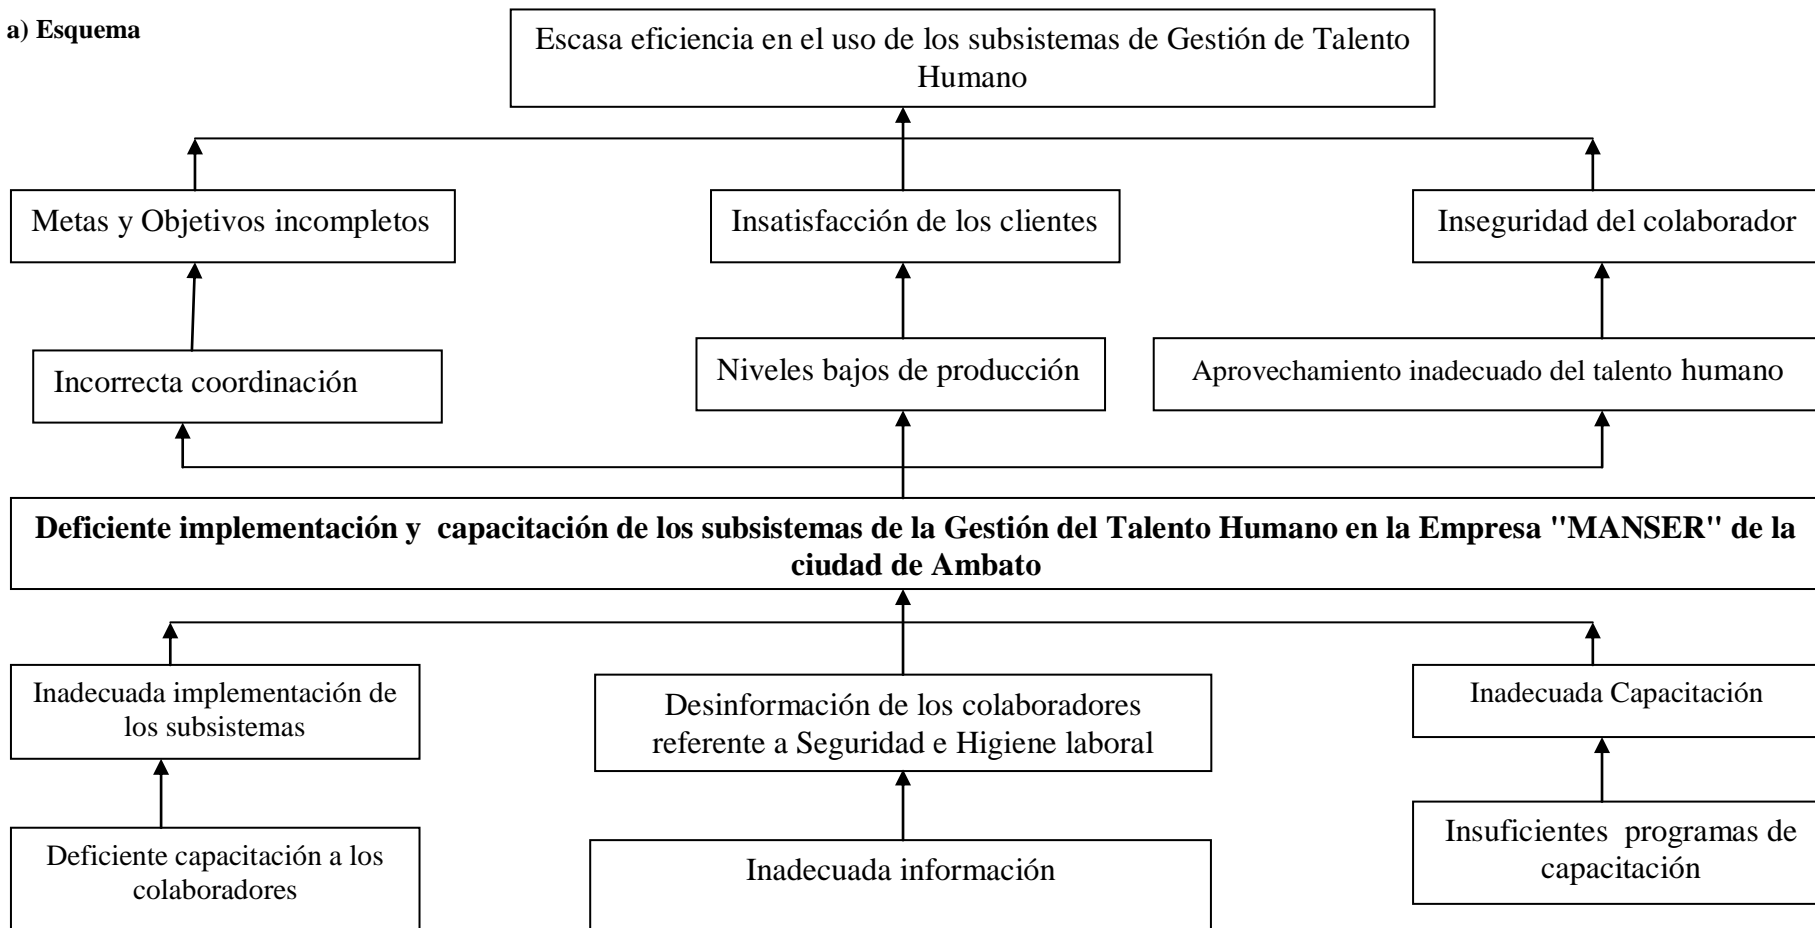 a) Esquema
Escasa eficiencia en el uso de los subsistemas de Gestión de Talento
Humano
Metas y Objetivos incompletos
Insatisfacción de los clientes
Inseguridad del colaborador
Incorrecta coordinación
Niveles bajos de producción
Aprovechamiento inadecuado del talento humano
Deficiente implementación y  capacitación de los subsistemas de la Gestión del Talento Humano en la Empresa "MANSER" de la
ciudad de Ambato
Inadecuada implementación de
los subsistemas
Desinformación de los colaboradores
referente a Seguridad e Higiene laboral
Inadecuada Capacitación
Deficiente capacitación a los
colaboradores
Inadecuada información
Insuficientes  programas de
capacitación